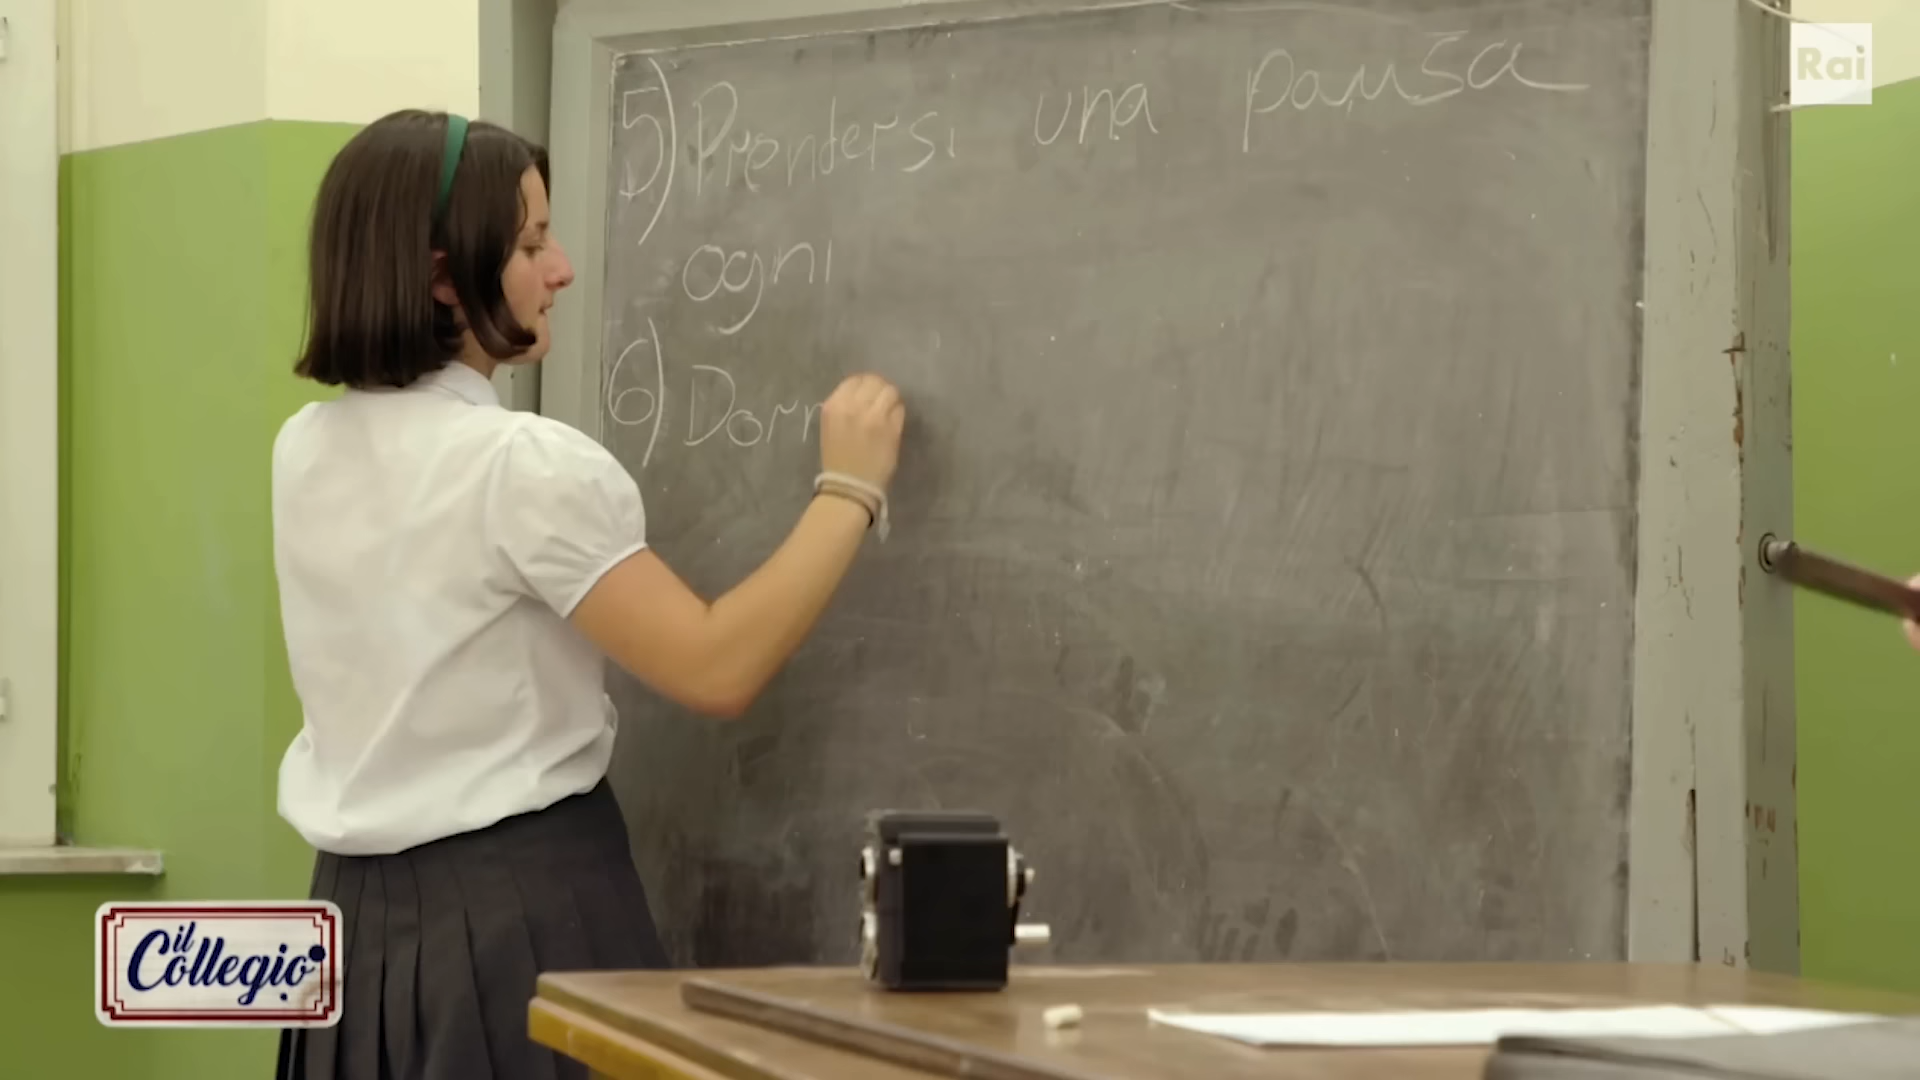 5) Prendersi una pausa
ogni
6) Dorm
Rai
il Collegio